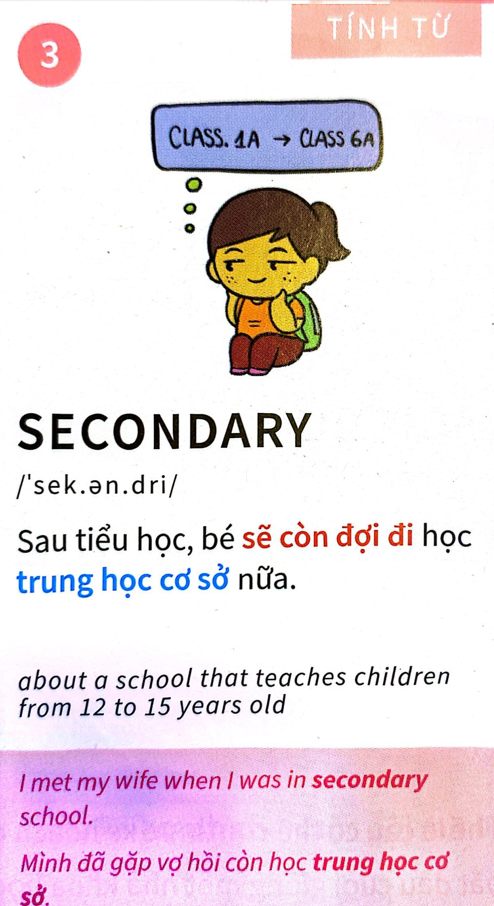 TÍNH TỪ
3
CLASS. 1A → CLASS 6A
SECONDARY
/ˈsek.ən.dri/
Sau tiểu học, bé sẽ còn đợi đi học
trung học cơ sở nữa.
about a school that teaches children
from 12 to 15 years old
I met my wife when I was in secondary
school.
Mình đã gặp vợ hồi còn học trung học cơ
sở.